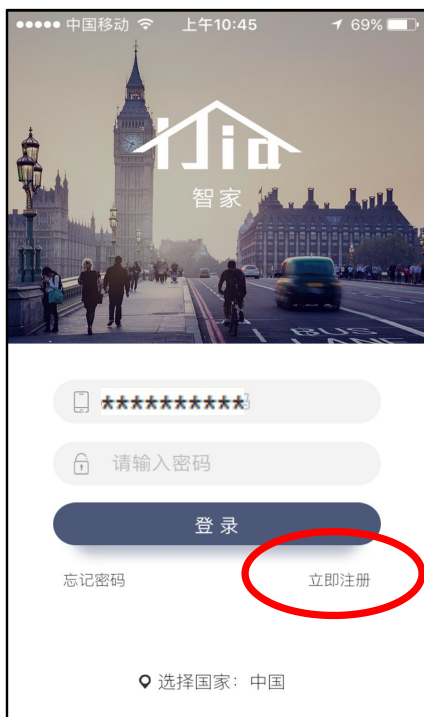 中国移动 上午10:45 69%
iJia
智家
BUS
LANE
**********
请输入密码
登录
忘记密码 立即注册
选择国家：中国